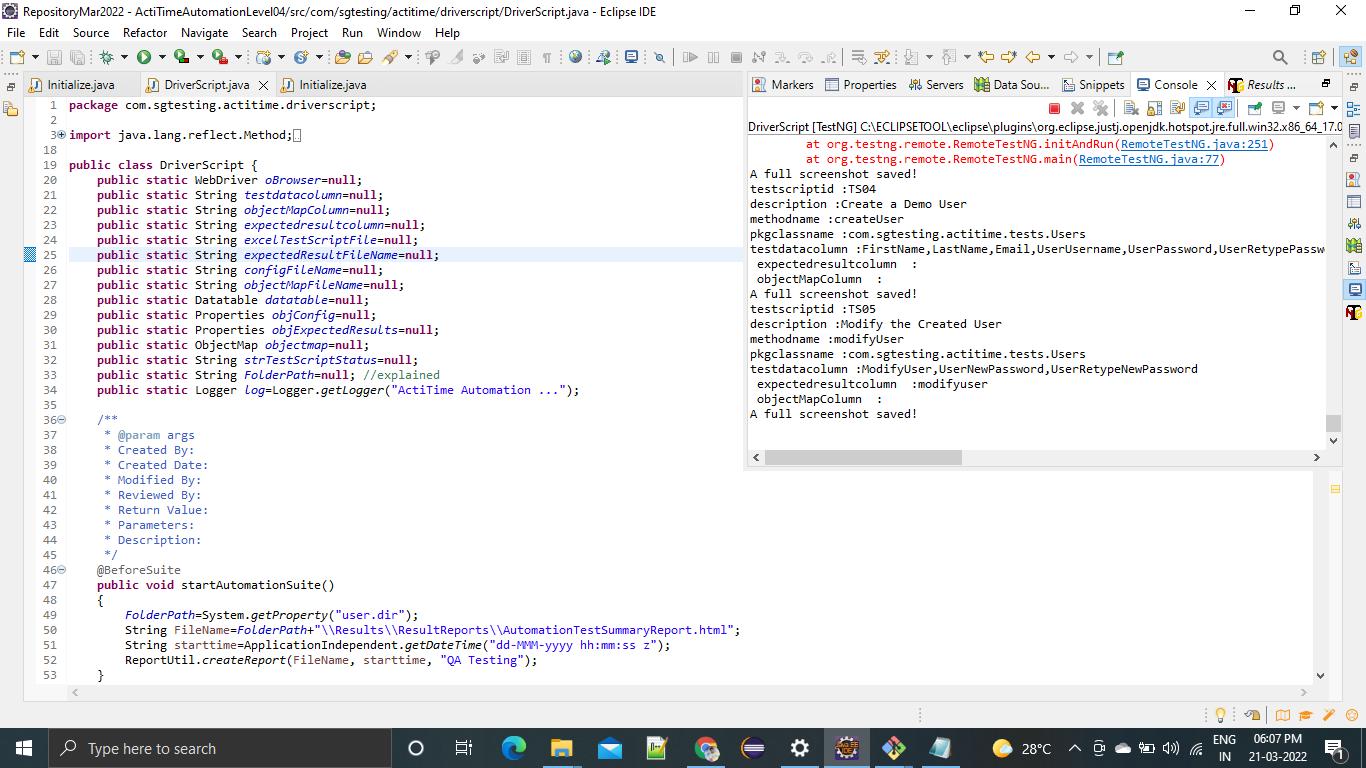 RepositoryMar2022 - ActiTimeAutomationLevel04/src/com/sgtesting/actitime/driverscript/DriverScript.java - Eclipse IDE
File Edit Source Refactor Navigate Search Project Run Window Help
Initialize.java DriverScript.java Initialize.java
1 package com.sgtesting.actitime.driverscript;
2
3 import java.lang.reflect.Method;
18
19 public class DriverScript {
20 public static WebDriver oBrowser=null;
21 public static String testdatacolumn=null;
22 public static String objectMapColumn=null;
23 public static String expectedresultcolumn=null;
24 public static String excelTestScriptFile=null;
25 public static String expectedResultFileName=null;
26 public static String configFileName=null;
27 public static String objectMapFileName=null;
28 public static Datatable datatable=null;
29 public static Properties objConfig=null;
30 public static Properties objExpectedResults=null;
31 public static ObjectMap objectmap=null;
32 public static String strTestScriptStatus=null;
33 public static String FolderPath=null; //explained
34 public static Logger log=Logger.getLogger("ActiTime Automation ...");
35
36 /**
37 * @param args
38 * Created By:
39 * Created Date:
40 * Modified By:
41 * Reviewed By:
42 * Return Value:
43 * Parameters:
44 * Description:
45 */
46 @BeforeSuite
47 public void startAutomationSuite()
48 {
49 FolderPath=System.getProperty("user.dir");
50 String FileName=FolderPath+"\\Results\\ResultReports\\AutomationTestSummaryReport.html";
51 String starttime=ApplicationIndependent.getDateTime("dd-MMM-yyyy hh:mm:ss z");
52 ReportUtil.createReport(FileName, starttime, "QA Testing");
53 }
Markers Properties Servers Data Sou... Snippets Console Results ...
DriverScript [TestNG] C:\ECLIPSETOOL\eclipse\plugins\org.eclipse.justj.openjdk.hotspot.jre.full.win32.x86_64_17.0
at org.testng.remote.RemoteTestNG.initAndRun(RemoteTestNG.java:251)
at org.testng.remote.RemoteTestNG.main(RemoteTestNG.java:77)
A full screenshot saved!
testscriptid :TS04
description :Create a Demo User
methodname :createUser
pkgclassname :com.sgtesting.actitime.tests.Users
testdatacolumn :FirstName,LastName,Email,UserUsername,UserPassword,UserRetypePassw
expectedresultcolumn :
objectMapColumn :
A full screenshot saved!
testscriptid :TS05
description :Modify the Created User
methodname :modifyUser
pkgclassname :com.sgtesting.actitime.tests.Users
testdatacolumn :ModifyUser,UserNewPassword,UserRetypeNewPassword
expectedresultcolumn :modifyuser
objectMapColumn :
A full screenshot saved!
Type here to search
28°C
ENG
IN
06:07 PM
21-03-2022
1